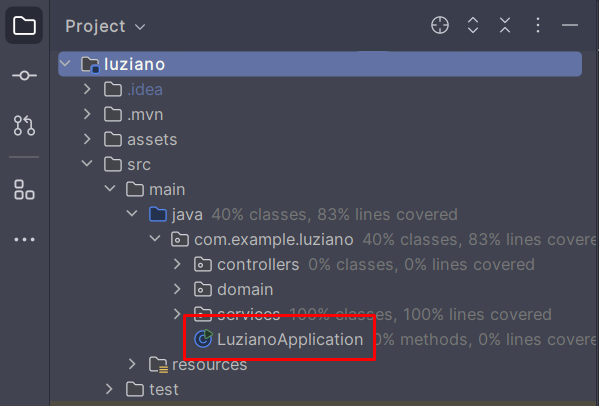 Project
luziano
.idea
.mvn
assets
src
main
java 40% classes, 83% lines covered
com.example.luziano 40% classes, 83% lines covere
controllers 0% classes, 0% lines covered
domain
services 100% classes, 100% lines covered
LuzianoApplication 0% methods, 0% lines covere
resources
test